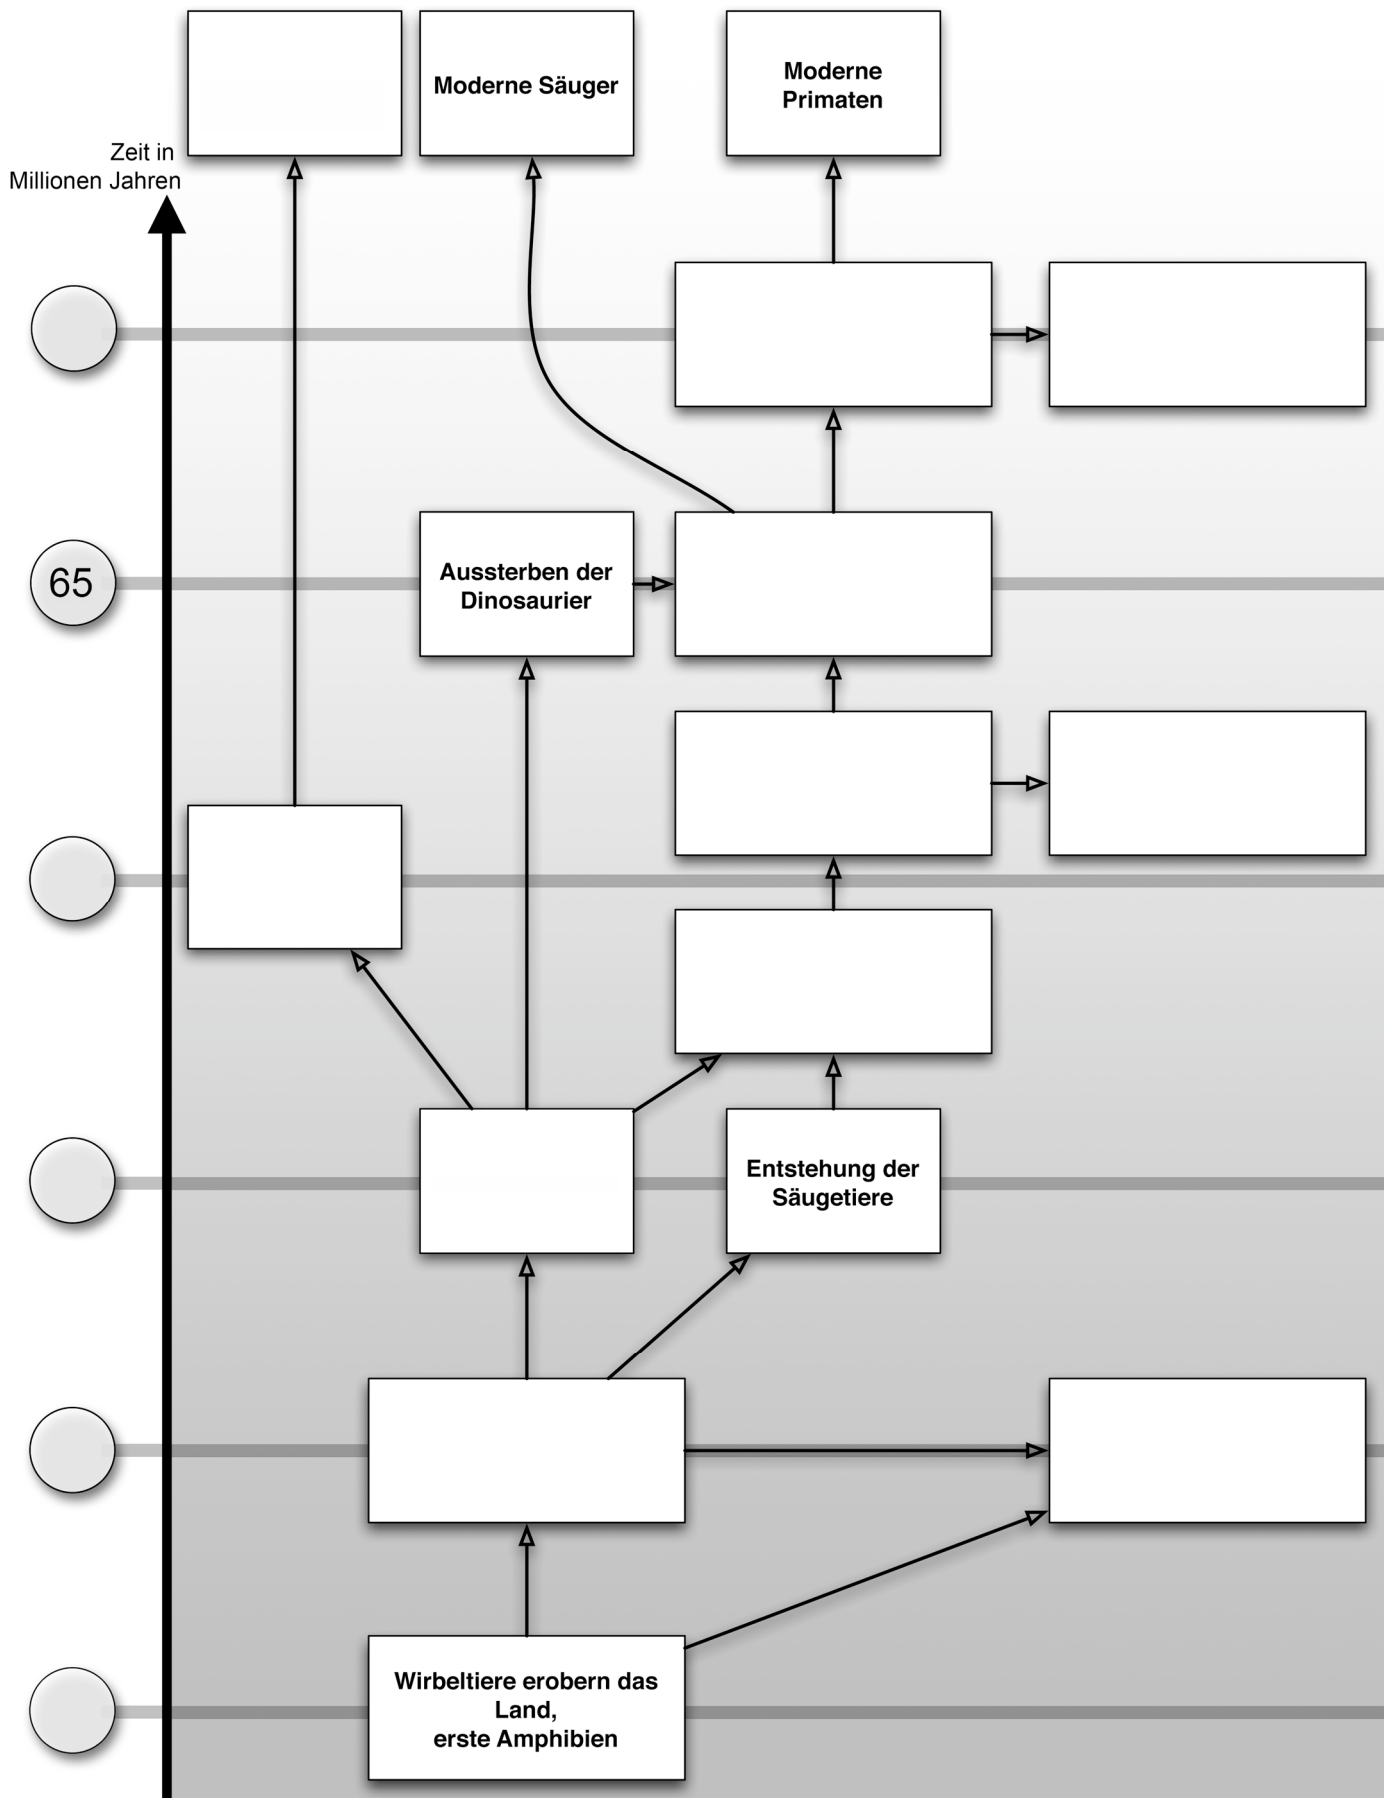 Moderne Säuger
Moderne
Primaten
Zeit in
Millionen Jahren
65
Aussterben der
Dinosaurier
Entstehung der
Säugetiere
Wirbeltiere erobern das
Land,
erste Amphibien